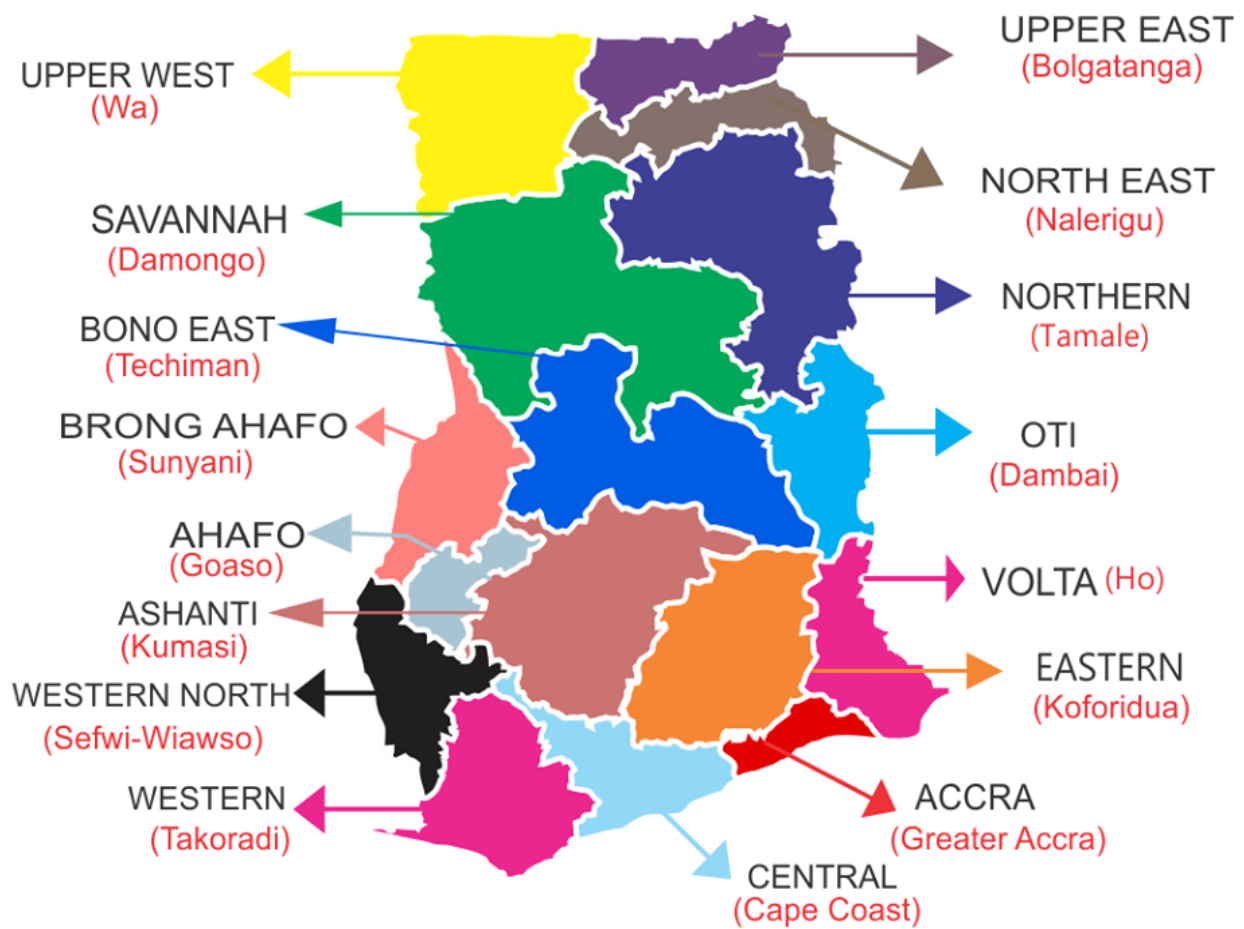 UPPER WEST
(Wa)
SAVANNAH
(Damongo)
BONO EAST
(Techiman)
BRONG AHAFO
(Sunyani)
AHAFO
(Goaso)
ASHANTI
(Kumasi)
WESTERN NORTH
(Sefwi-Wiawso)
WESTERN
(Takoradi)
UPPER EAST
(Bolgatanga)
NORTH EAST
(Nalerigu)
NORTHERN
(Tamale)
OTI
(Dambai)
VOLTA (Ho)
EASTERN
(Koforidua)
ACCRA
(Greater Accra)
CENTRAL
(Cape Coast)